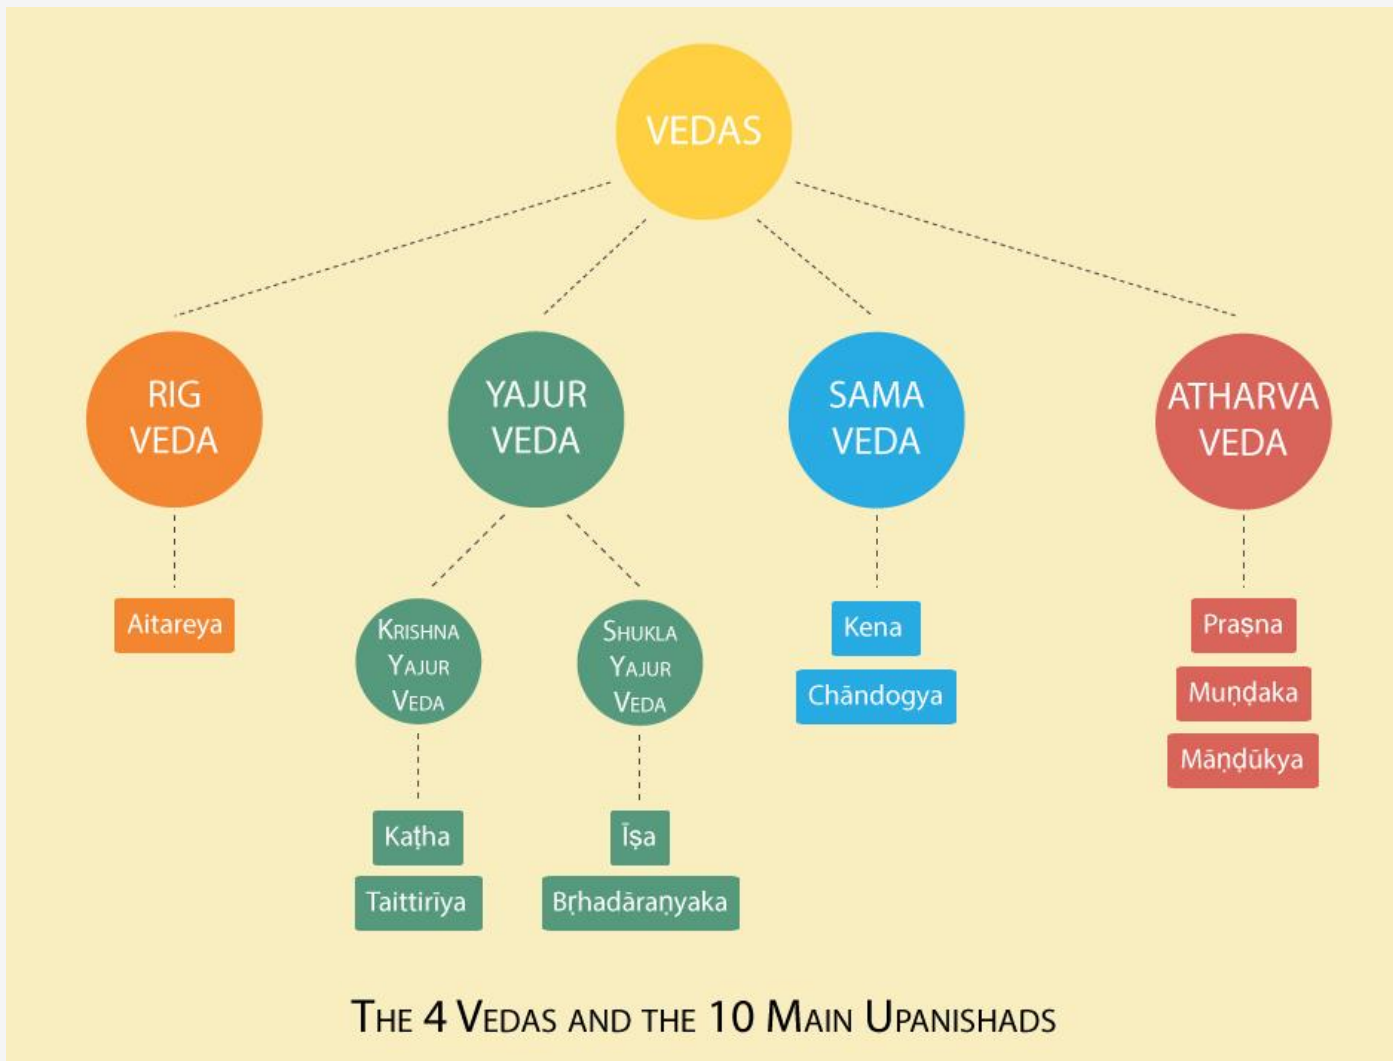 VEDAS
RIG
VEDA
YAJUR
VEDA
SAMA
VEDA
ATHARVA
VEDA
Aitareya
KRISHNA
YAJUR
VEDA
SHUKLA
YAJUR
VEDA
Kena
Chāndogya
Praṣna
Muṇḍaka
Māṇḍūkya
Kaṭha
Taittirīya
Īṣa
Bṛhadāraṇyaka
THE 4 VEDAS AND THE 10 MAIN UPANISHADS